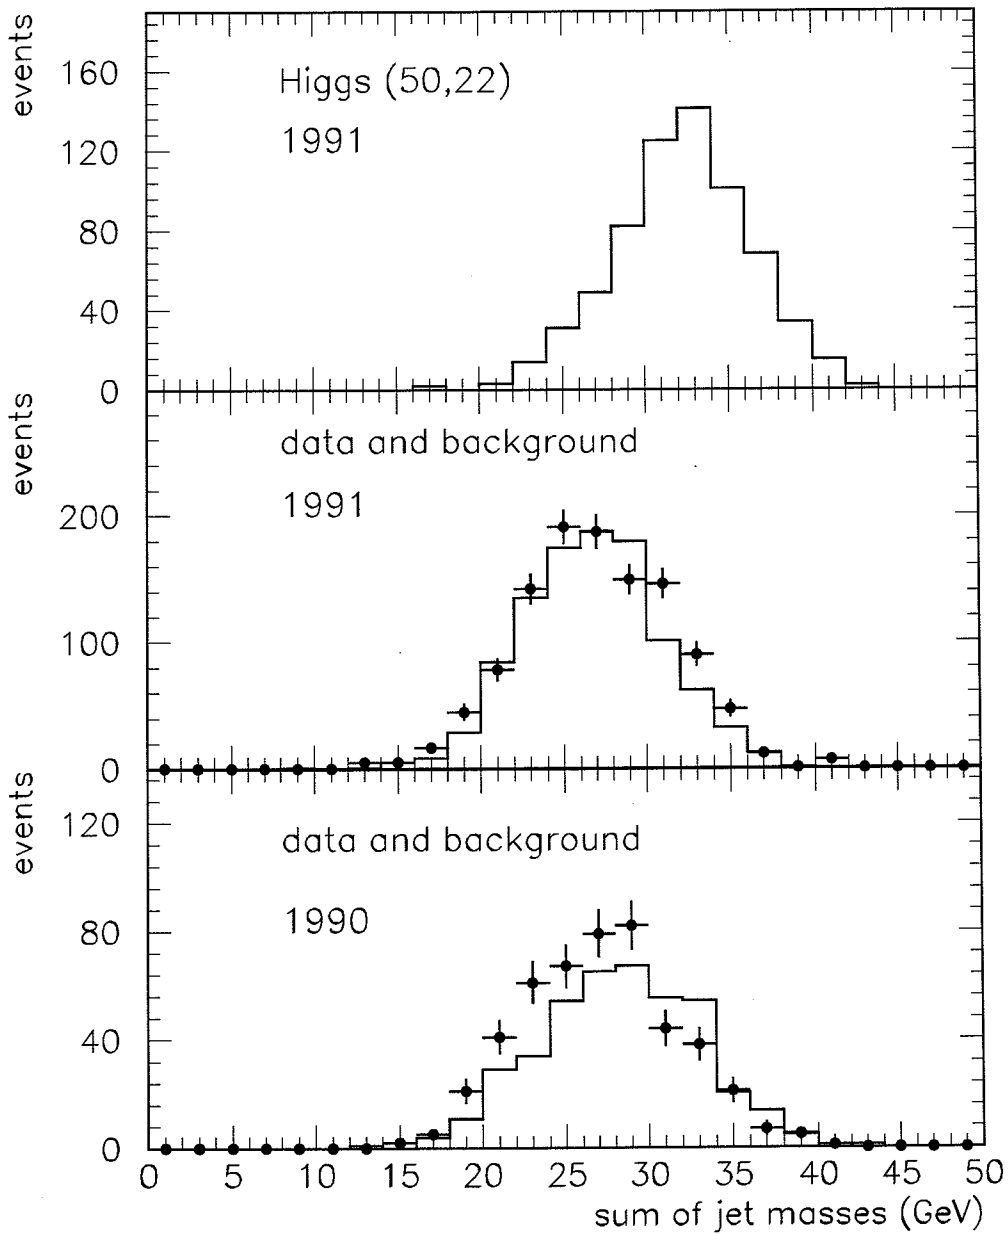 events
160
120
80
40
0
Higgs (50,22)
1991
events
200
100
0
data and background
1991
events
120
80
40
0
data and background
1990
0 5 10 15 20 25 30 35 40 45 50
sum of jet masses (GeV)